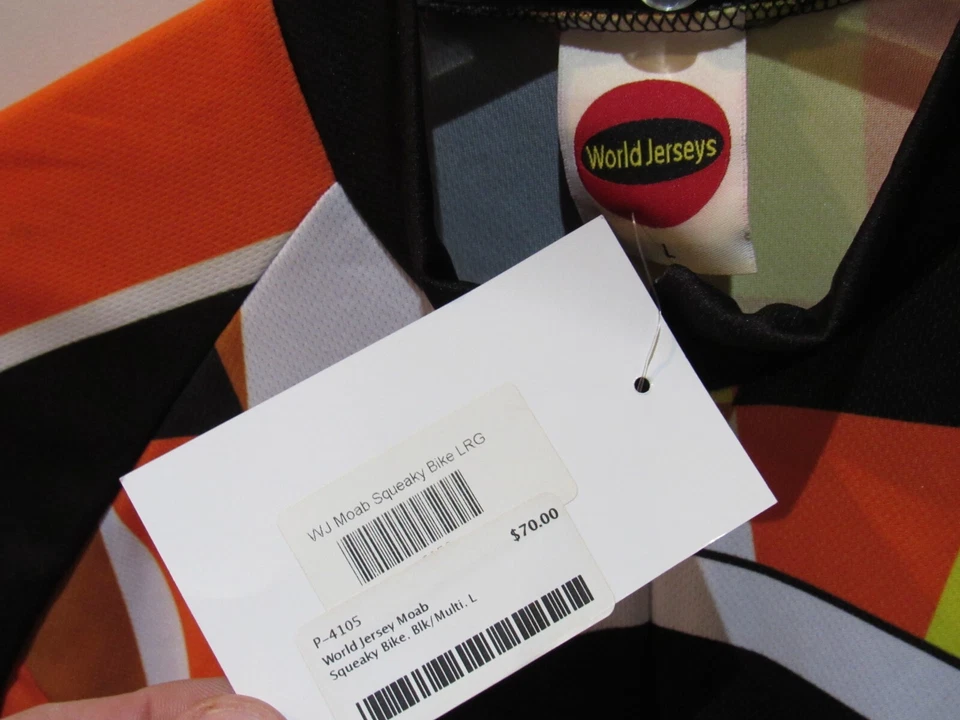 World Jerseys
L
WJ Moab Squeaky Bike LRG
$70.00
P-4105
World Jersey Moab
Squeaky Bike, Blk/Multi, L